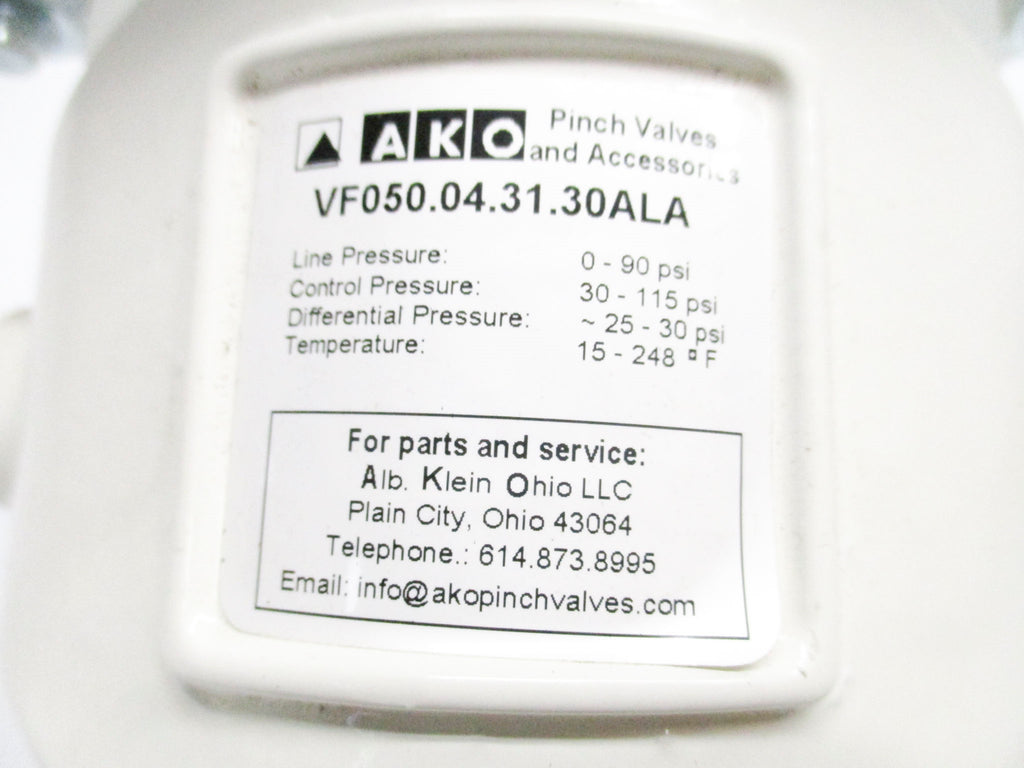 AKO Pinch Valves
and Accessories
VF050.04.31.30ALA
Line Pressure: 0 - 90 psi
Control Pressure: 30 - 115 psi
Differential Pressure: ~ 25 - 30 psi
Temperature: 15 - 248 ° F
For parts and service:
Alb. Klein Ohio LLC
Plain City, Ohio 43064
Telephone.: 614.873.8995
Email: info@akopinchvalves.com